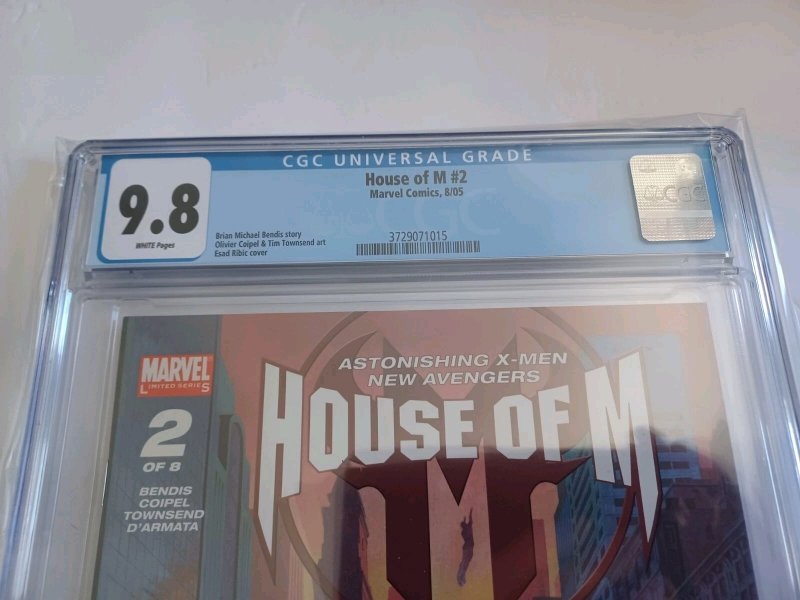 CGC UNIVERSAL GRADE
9.8
WHITE Pages
House of M #2
Marvel Comics, 8/05
Brian Michael Bendis story
Olivier Coipel & Tim Townsend art
Esad Ribic cover
3729071015
CGC
MARVEL
LIMITED SERIES
2
OF 8
BENDIS
COIPEL
TOWNSEND
D'ARMATA
ASTONISHING X-MEN
NEW AVENGERS
HOUSE OF M